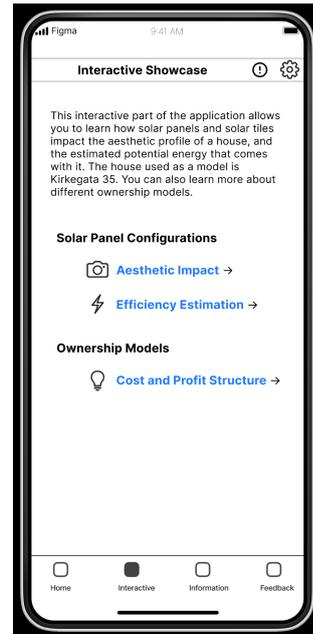 Figma 9:41 AM
Interactive Showcase
This interactive part of the application allows
you to learn how solar panels and solar tiles
impact the aesthetic profile of a house, and
the estimated potential energy that comes
with it. The house used as a model is
Kirkegata 35. You can also learn more about
different ownership models.
Solar Panel Configurations
Aesthetic Impact →
Efficiency Estimation →
Ownership Models
Cost and Profit Structure →
Home Interactive Information Feedback